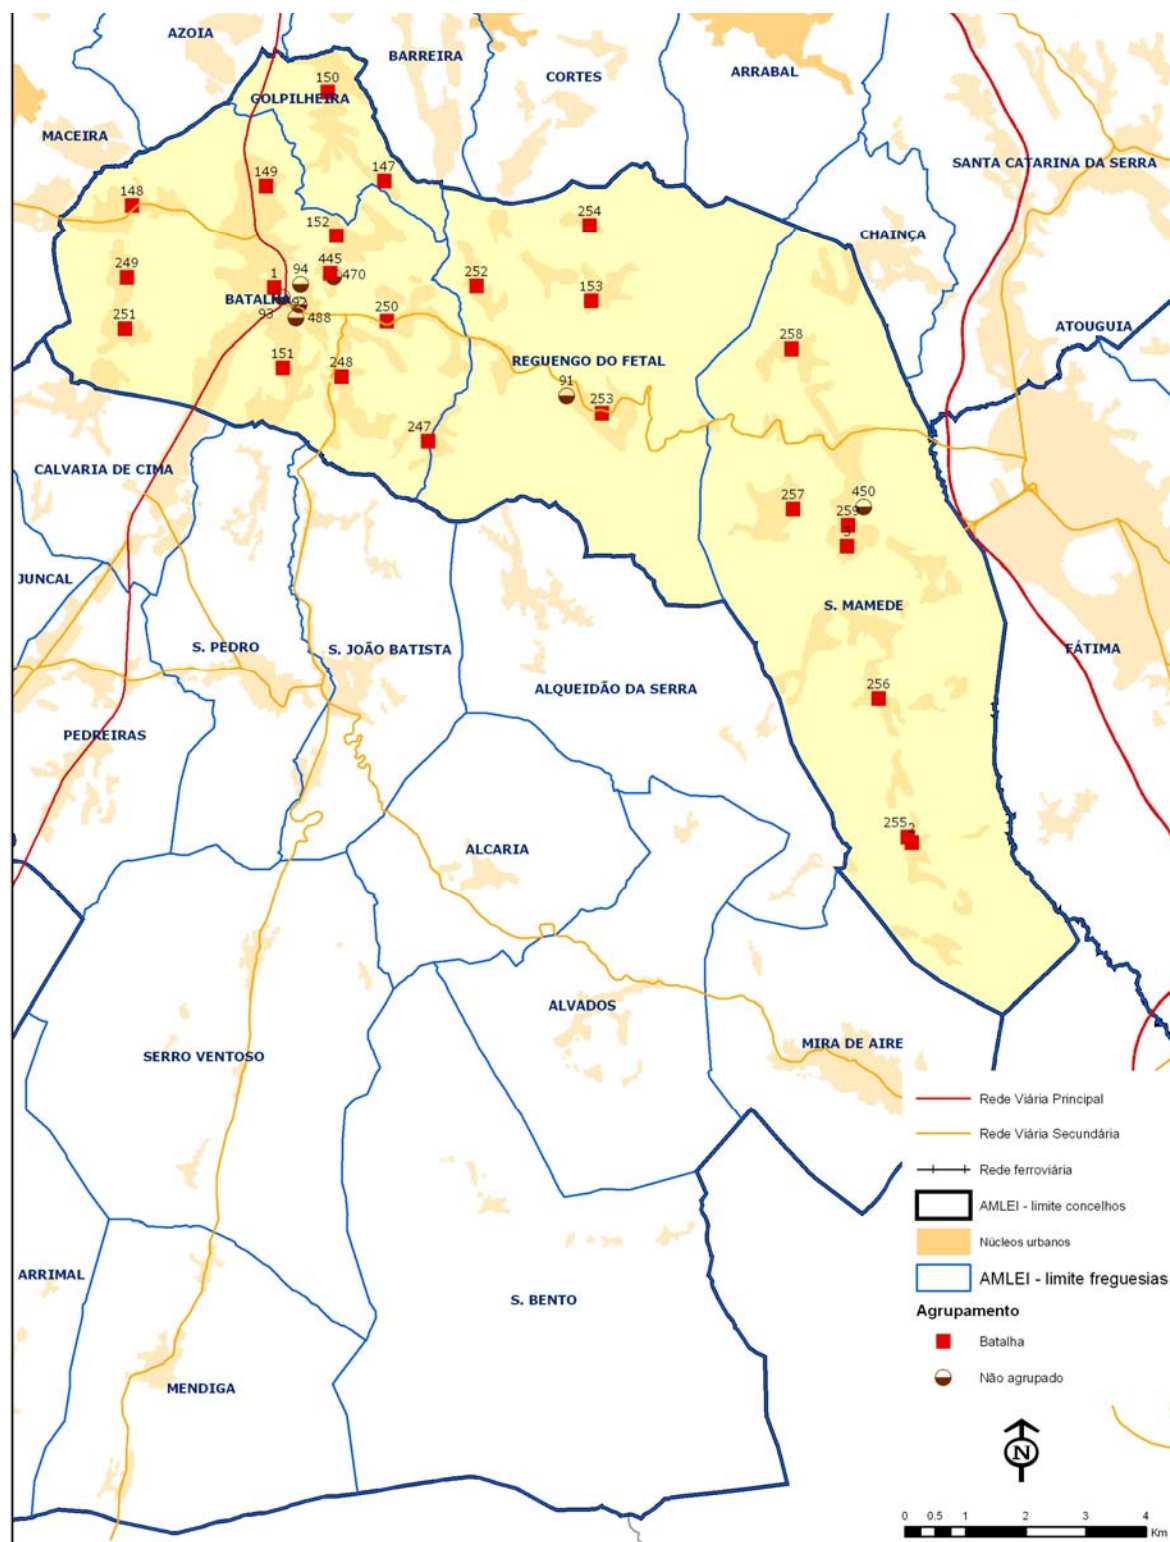 AZOIA
BARREIRA
CORTES
ARRABAL
150
GOLPILHEIRA
MACEIRA
SANTA CATARINA DA SERRA
147
149
148
254
152
CHAINÇA
445
94
470
252
249
1
153
BATALHA
92
93
488
250
251
ATOUGUIA
258
REGUENGO DO FETAL
151
248
91
253
247
CALVARIA DE CIMA
450
257
259
3
JUNCAL
S. MAMEDE
S. PEDRO
S. JOÃO BATISTA
FÁTIMA
256
ALQUEIDÃO DA SERRA
PEDREIRAS
255
2
ALCARIA
ALVADOS
MIRA DE AIRE
SERRO VENTOSO
Rede Viária Principal
Rede Viária Secundária
Rede ferroviária
AMLEI - limite concelhos
Núcleos urbanos
AMLEI - limite freguesias
ARRIMAL
S. BENTO
Agrupamento
Batalha
Não agrupado
MENDIGA
N
0 0.5 1 2 3 4
Km